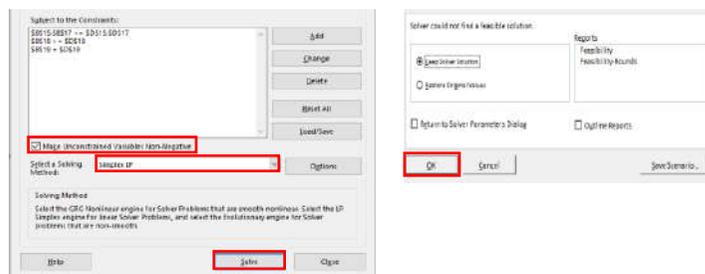 Subject to the Constraints:
$B$15:$B$17 <= $D$15:$D$17
$B$18 >= $D$18
$B$19 = $D$19
Add
Change
Delete
Reset All
Load/Save
Make Unconstrained Variables Non-Negative
Select a Solving
Method:
Simplex LP
Options
Solving Method
Select the GRG Nonlinear engine for Solver Problems that are smooth nonlinear. Select the LP
Simplex engine for linear Solver Problems, and select the Evolutionary engine for Solver
problems that are non-smooth.
Help
Solve
Close
Solver could not find a feasible solution.
Reports
Feasibility
Feasibility-Bounds
Keep Solver Solution
Restore Original Values
Return to Solver Parameters Dialog
Outline Reports
OK
Cancel
Save Scenario...